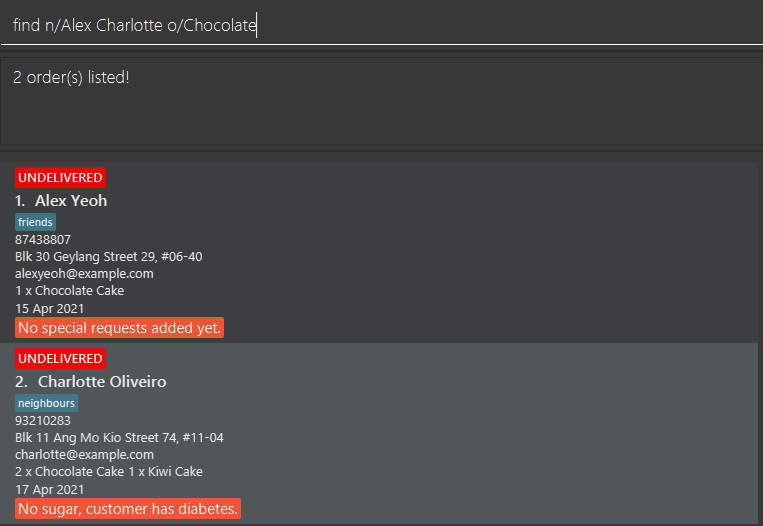 find n/Alex Charlotte o/Chocolate
2 order(s) listed!
UNDELIVERED
1. Alex Yeoh
friends
87438807
Blk 30 Geylang Street 29, #06-40
alexyeoh@example.com
1 x Chocolate Cake
15 Apr 2021
No special requests added yet.
UNDELIVERED
2. Charlotte Oliveiro
neighbours
93210283
Blk 11 Ang Mo Kio Street 74, #11-04
charlotte@example.com
2 x Chocolate Cake 1 x Kiwi Cake
17 Apr 2021
No sugar, customer has diabetes.